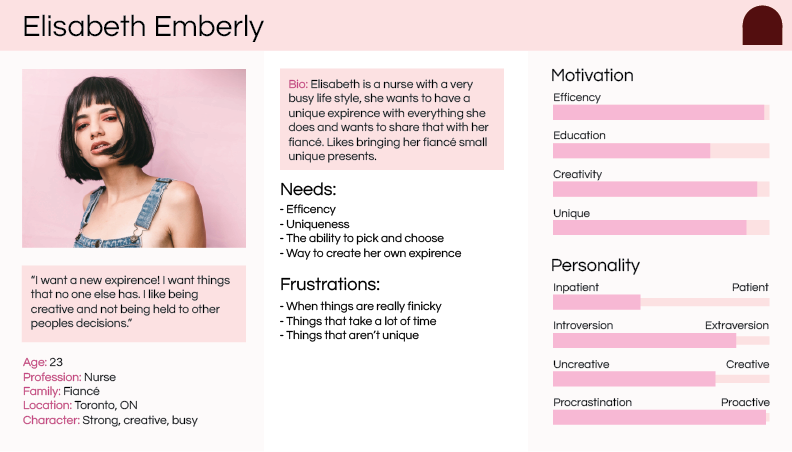 Elisabeth Emberly
“I want a new expirence! I want things
that no one else has. I like being
creative and not being held to other
peoples decisions.”
Age: 23
Profession: Nurse
Family: Fiancé
Location: Toronto, ON
Character: Strong, creative, busy
Bio: Elisabeth is a nurse with a very
busy life style, she wants to have a
unique expirence with everything she
does and wants to share that with her
fiancé. Likes bringing her fiancé small
unique presents.
Needs:
- Efficency
- Uniqueness
- The ability to pick and choose
- Way to create her own expirence
Frustrations:
- When things are really finicky
- Things that take a lot of time
- Things that aren’t unique
Motivation
Efficency
Education
Creativity
Unique
Personality
Inpatient Patient
Introversion Extraversion
Uncreative Creative
Procrastination Proactive